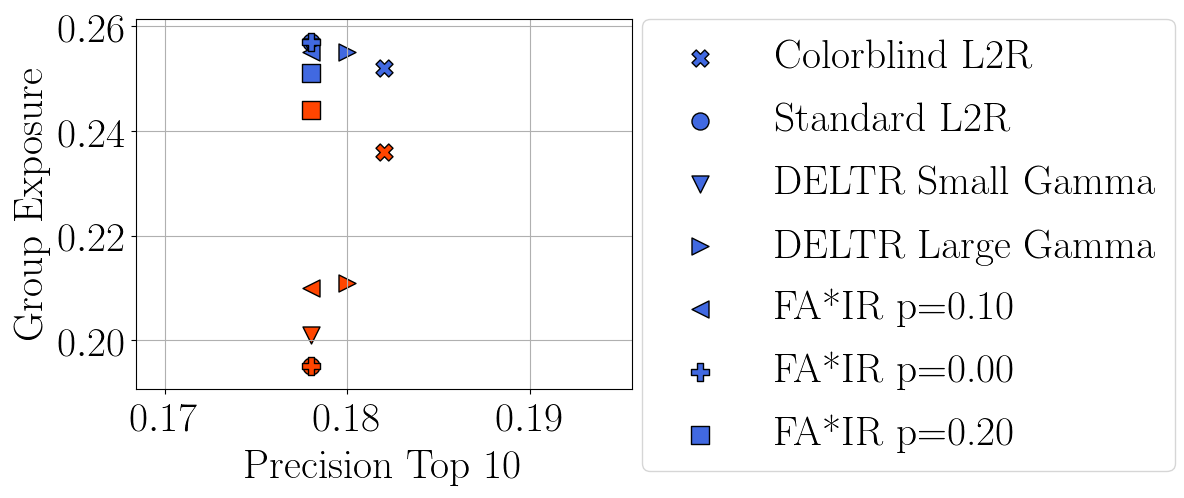 0.26
0.24
0.22
0.20
Group Exposure
0.17 0.18 0.19
Precision Top 10
Colorblind L2R
Standard L2R
DELTR Small Gamma
DELTR Large Gamma
FA*IR p=0.10
FA*IR p=0.00
FA*IR p=0.20